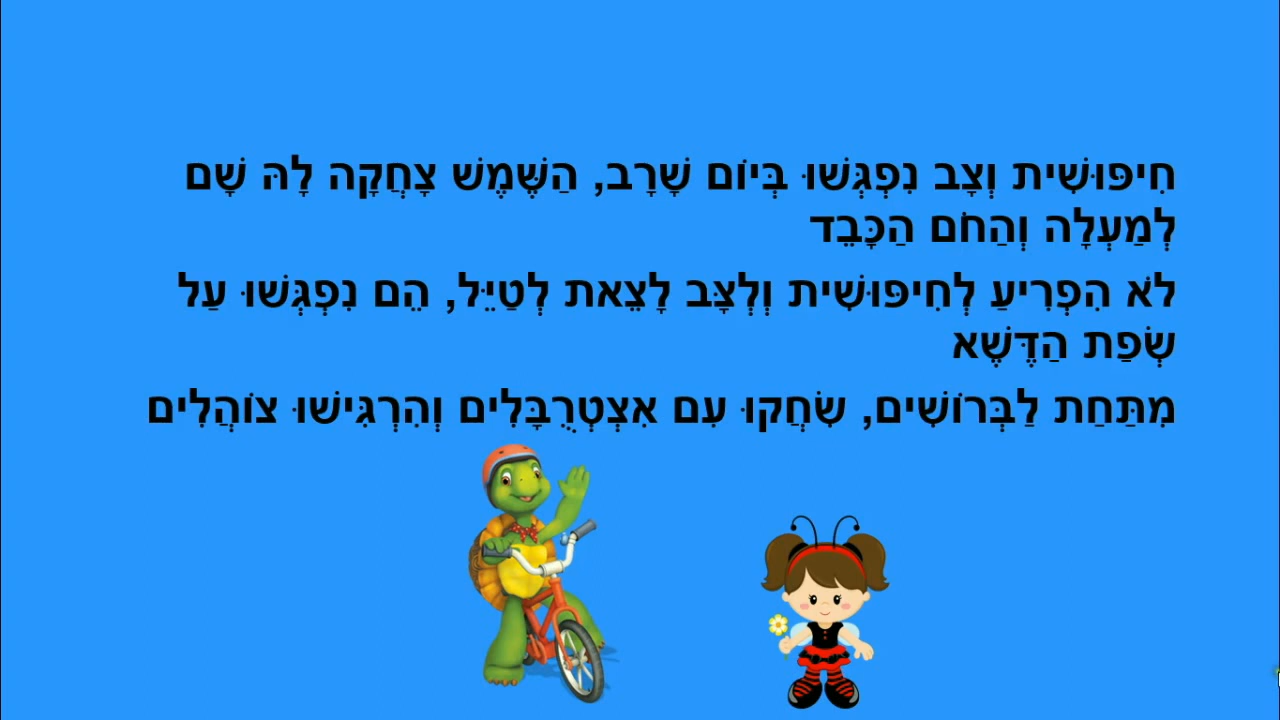 חִיפּוּשִׁית וְצָב נִפְגְּשׁוּ בְּיוֹם שָׁרָב, הַשֶּׁמֶשׁ צָחֲקָה לָהּ שָׁם
לְמַעְלָה וְהַחֹם הַכָּבֵד
לֹא הִפְרִיעַ לְחִיפּוּשִׁית וְלְצָּב לָצֵאת לְטַיֵּל, הֵם נִפְגְּשׁוּ עַל
שְׂפַת הַדֶּשֶׁא
מִתַּחַת לַבְּרוֹשִׁים, שִׂחֲקוּ עִם אִצְטְרֻבָּלִים וְהִרְגִּישׁוּ צוֹהֲלִים